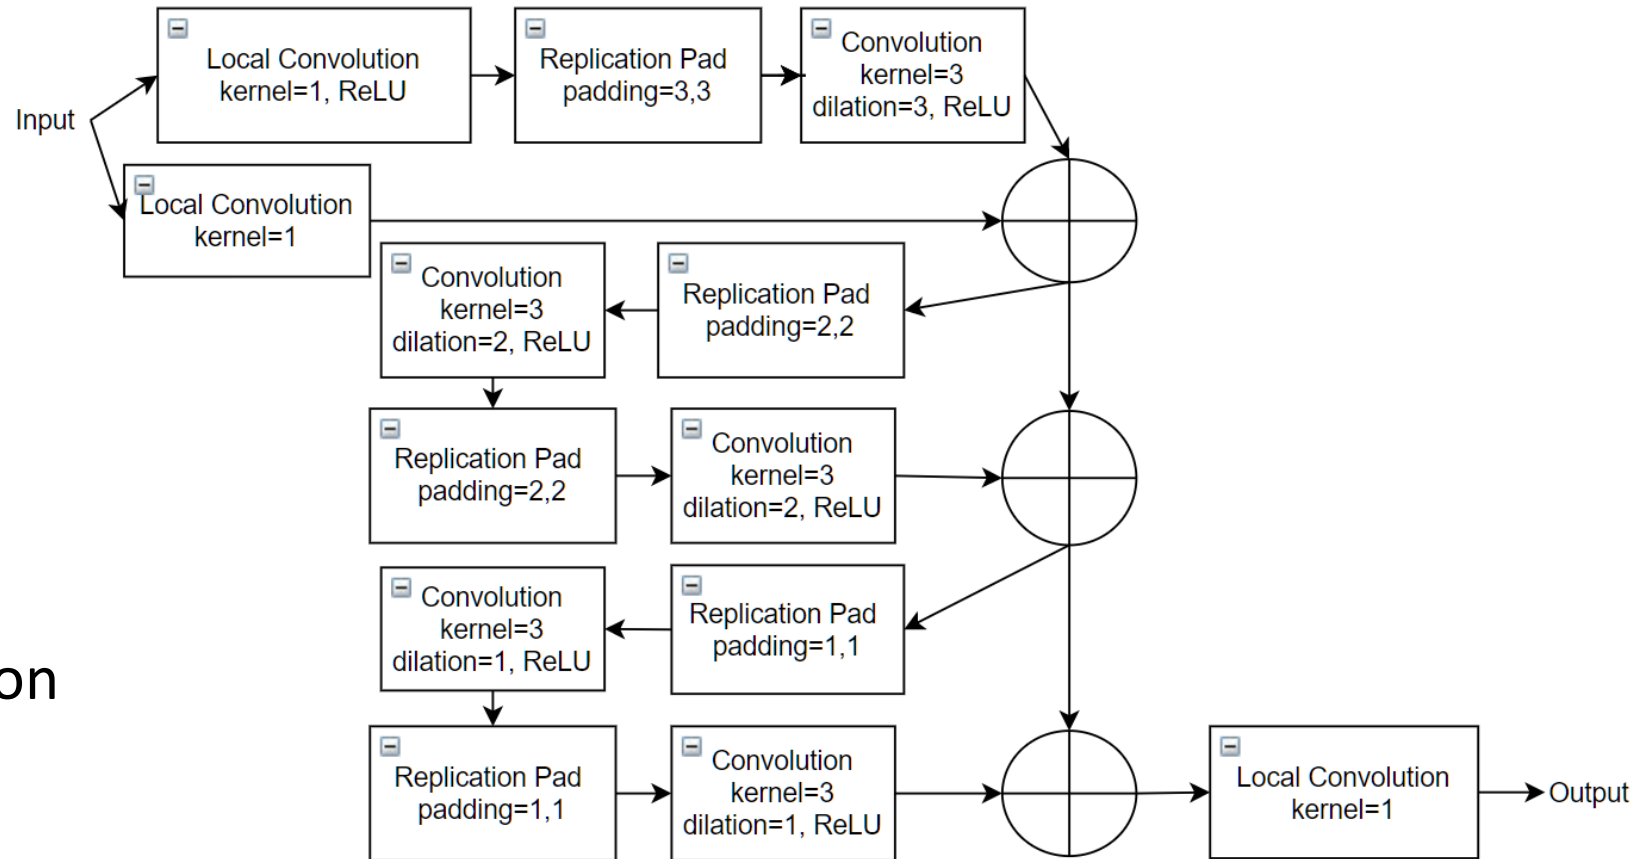 Input
Local Convolution
kernel=1, ReLU
Replication Pad
padding=3,3
Convolution
kernel=3
dilation=3, ReLU
Local Convolution
kernel=1
Replication Pad
padding=2,2
Convolution
kernel=3
dilation=2, ReLU
Replication Pad
padding=2,2
Convolution
kernel=3
dilation=2, ReLU
Replication Pad
padding=1,1
Convolution
kernel=3
dilation=1, ReLU
on
Replication Pad
padding=1,1
Convolution
kernel=3
dilation=1, ReLU
Local Convolution
kernel=1
Output